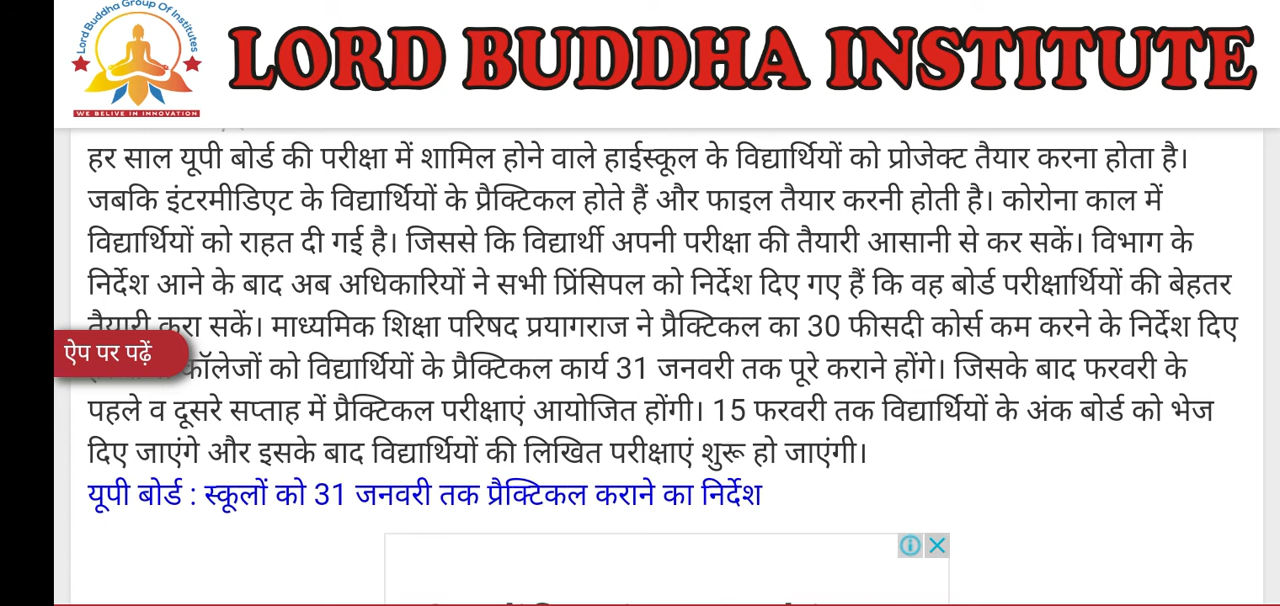 Lord Buddha Group Of Institutes
WE BELIVE IN INNOVATION
LORD BUDDHA INSTITUTE
हर साल यूपी बोर्ड की परीक्षा में शामिल होने वाले हाईस्कूल के विद्यार्थियों को प्रोजेक्ट तैयार करना होता है।
जबकि इंटरमीडिएट के विद्यार्थियों के प्रैक्टिकल होते हैं और फाइल तैयार करनी होती है। कोरोना काल में
विद्यार्थियों को राहत दी गई है। जिससे कि विद्यार्थी अपनी परीक्षा की तैयारी आसानी से कर सकें। विभाग के
निर्देश आने के बाद अब अधिकारियों ने सभी प्रिंसिपल को निर्देश दिए गए हैं कि वह बोर्ड परीक्षार्थियों की बेहतर
तैयारी करा सकें। माध्यमिक शिक्षा परिषद प्रयागराज ने प्रैक्टिकल का 30 फीसदी कोर्स कम करने के निर्देश दिए
ऐप पर पढ़ें
कॉलेजों को विद्यार्थियों के प्रैक्टिकल कार्य 31 जनवरी तक पूरे कराने होंगे। जिसके बाद फरवरी के
पहले व दूसरे सप्ताह में प्रैक्टिकल परीक्षाएं आयोजित होंगी। 15 फरवरी तक विद्यार्थियों के अंक बोर्ड को भेज
दिए जाएंगे और इसके बाद विद्यार्थियों की लिखित परीक्षाएं शुरू हो जाएंगी।
यूपी बोर्ड : स्कूलों को 31 जनवरी तक प्रैक्टिकल कराने का निर्देश